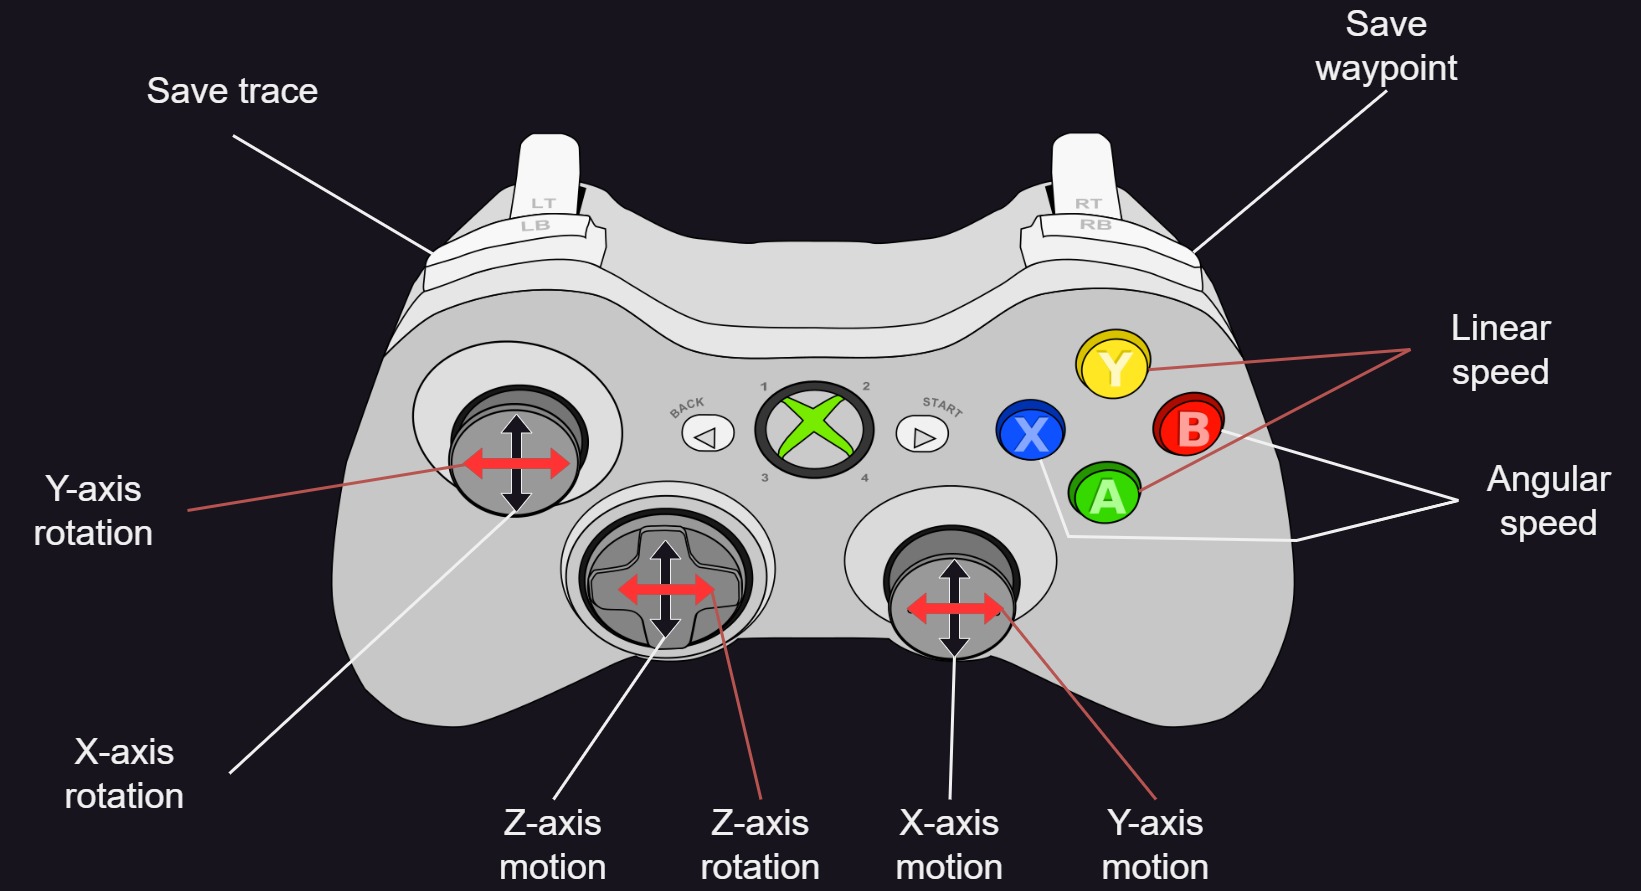 Save
waypoint
Save trace
LT
RT
LB
RB
Linear
speed
Y
1
2
BACK
START
X
B
3
4
A
Y-axis
rotation
Angular
speed
X-axis
rotation
Z-axis
motion
Z-axis
rotation
X-axis
motion
Y-axis
motion